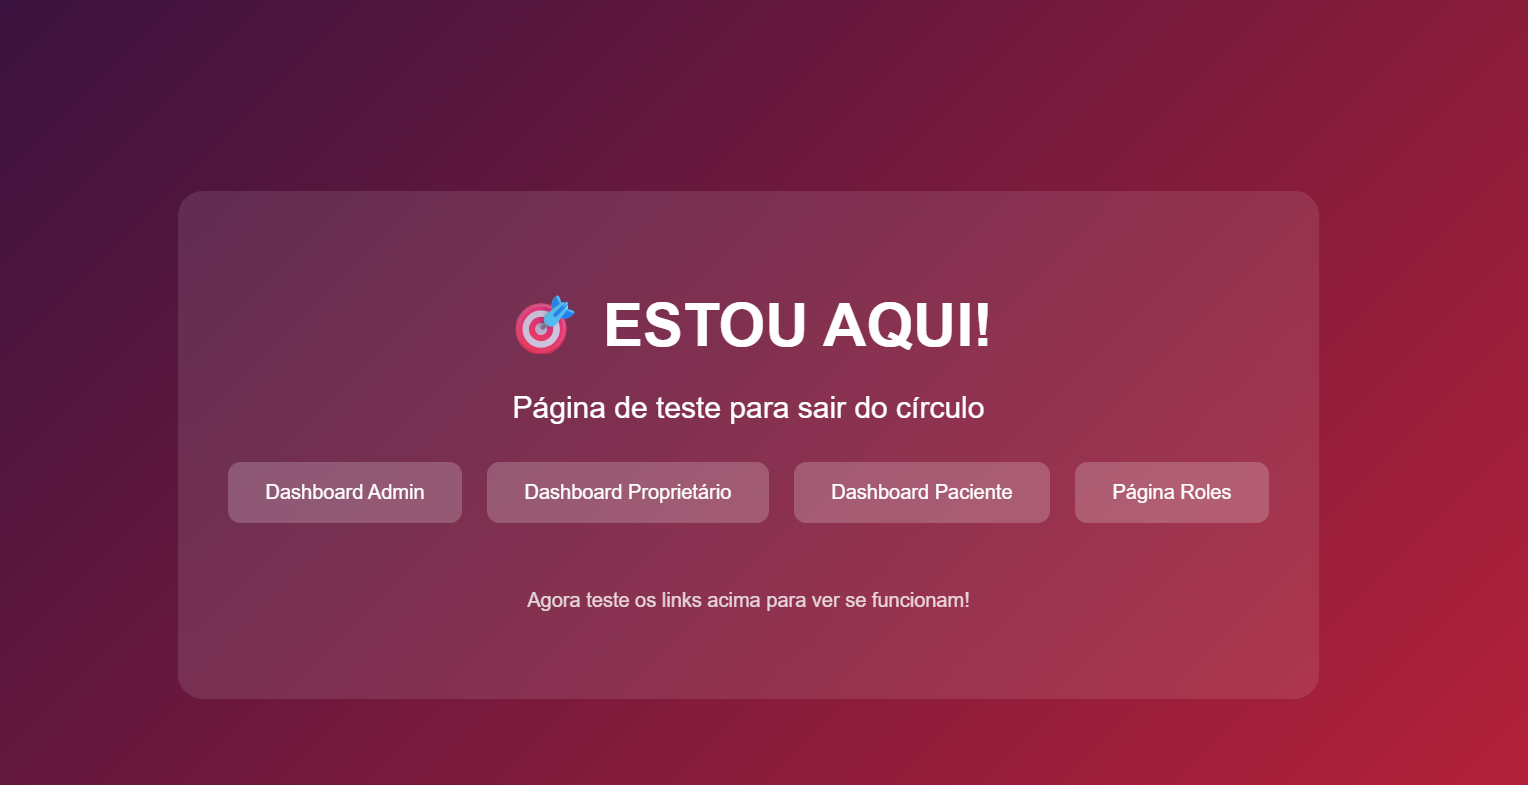 ESTOU AQUI!
Página de teste para sair do círculo
Dashboard Admin
Dashboard Proprietário
Dashboard Paciente
Página Roles
Agora teste os links acima para ver se funcionam!